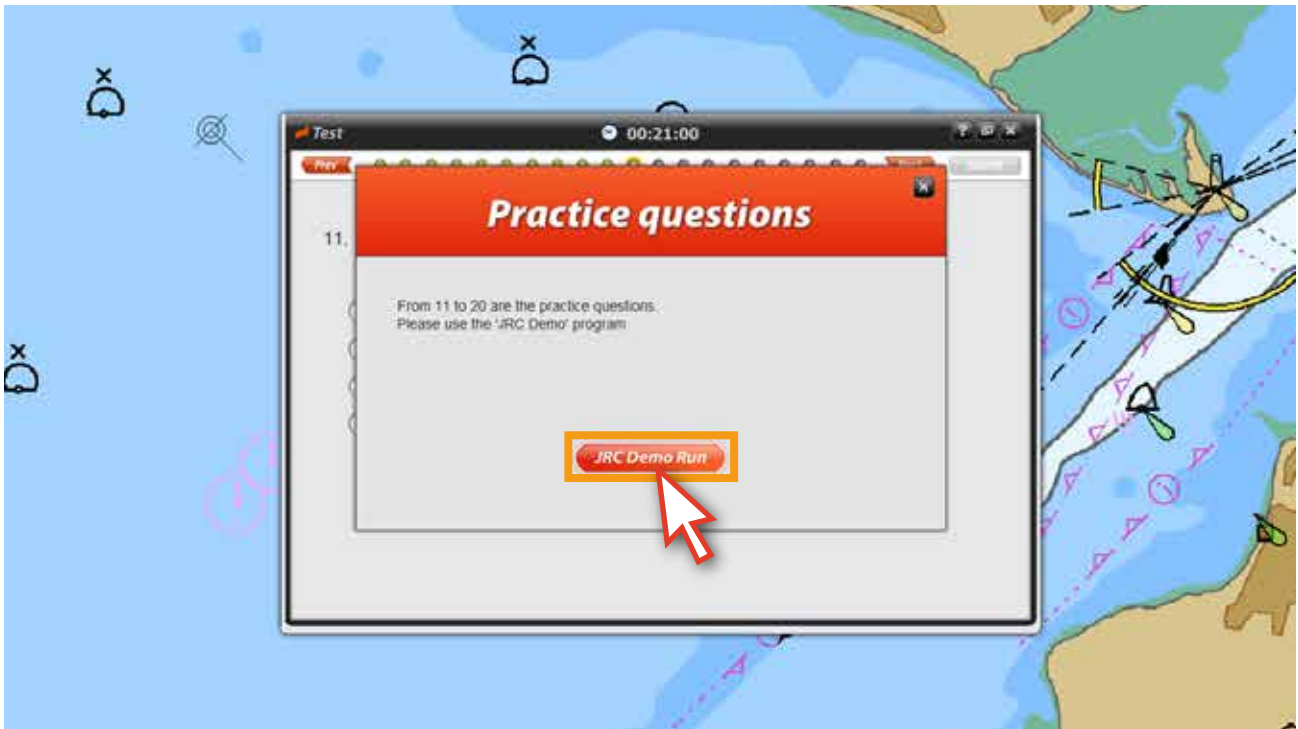 Test
00:21:00
? X
Prev
Practice questions
X
11.
From 11 to 20 are the practice questions.
Please use the 'JRC Demo' program
JRC Demo Run